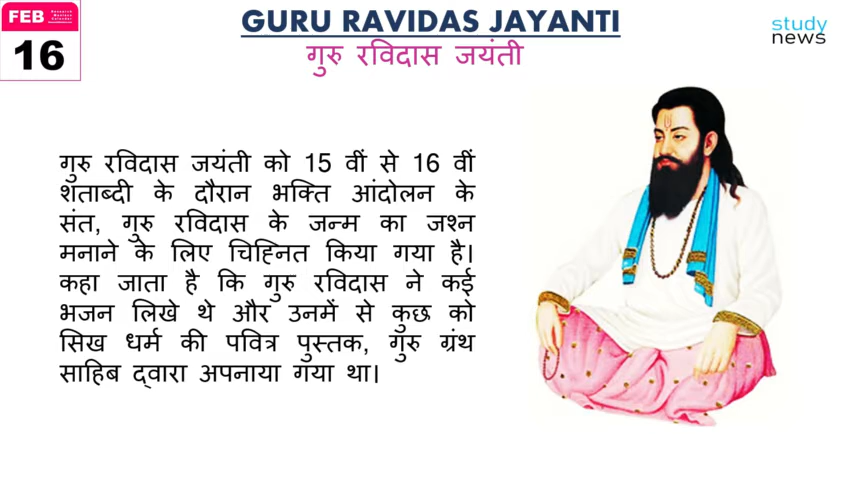 FEB
16
GURU RAVIDAS JAYANTI
गुरु रविदास जयंती
study
news
गुरु रविदास जयंती को 15 वीं से 16 वीं
शताब्दी के दौरान भक्ति आंदोलन के
संत, गुरु रविदास के जन्म का जश्न
मनाने के लिए चिह्नित किया गया है।
कहा जाता है कि गुरु रविदास ने कई
भजन लिखे थे और उनमें से कुछ को
सिख धर्म की पवित्र पुस्तक, गुरु ग्रंथ
साहिब द्वारा अपनाया गया था।